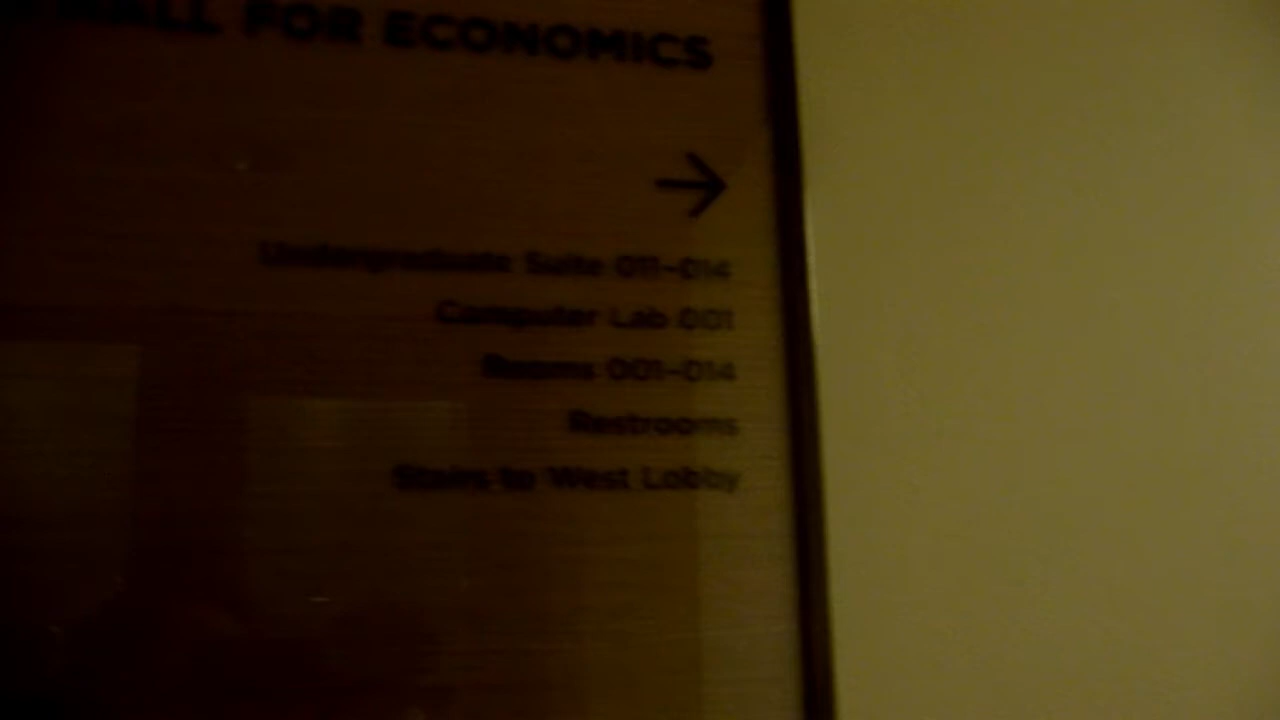 FOR ECONOMICS
Undergraduate Suite 011-014
Computer Lab 001
Rooms 001-014
Restrooms
Stairs to West Lobby